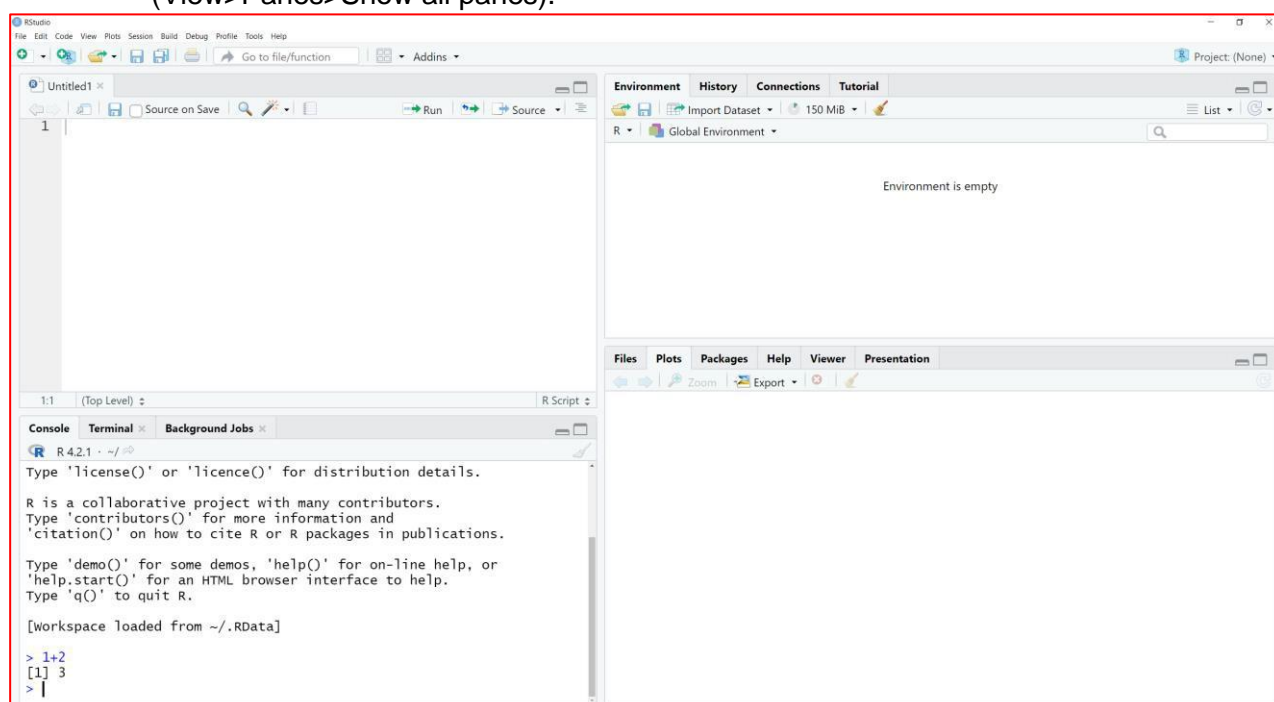 (View>Panes>Show all panes).
RStudio
File Edit Code View Plots Session Build Debug Profile Tools Help
Go to file/function Addins Project: (None)
Untitled1
Source on Save Run Source
1
1:1 (Top Level) R Script
Console Terminal Background Jobs
R 4.2.1 · ~/
Type 'license()' or 'licence()' for distribution details.
R is a collaborative project with many contributors.
Type 'contributors()' for more information and
'citation()' on how to cite R or R packages in publications.
Type 'demo()' for some demos, 'help()' for on-line help, or
'help.start()' for an HTML browser interface to help.
Type 'q()' to quit R.
[Workspace loaded from ~/.RData]
> 1+2
[1] 3
>
Environment History Connections Tutorial
Import Dataset 150 MiB List
R Global Environment
Environment is empty
Files Plots Packages Help Viewer Presentation
Zoom Export